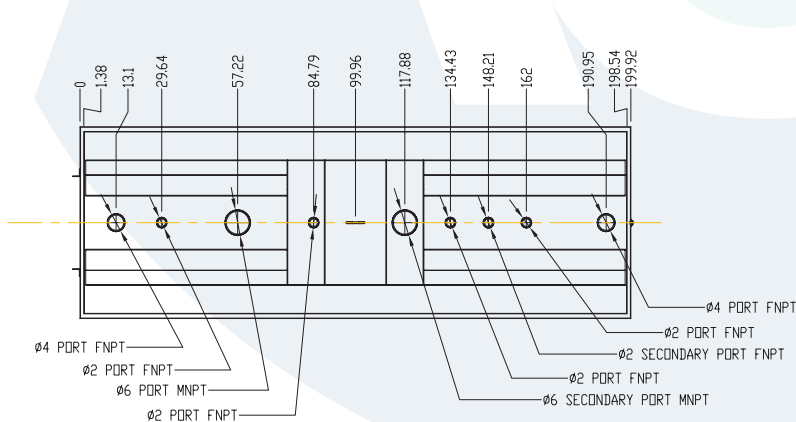 0
1.38
13.1
29.64
57.22
84.79
99.96
117.88
134.43
148.21
162
190.95
198.54
199.92
Ø4 PORT FNPT
Ø4 PORT FNPT
Ø2 PORT FNPT
Ø2 SECONDARY PORT FNPT
Ø2 PORT FNPT
Ø2 PORT FNPT
Ø6 PORT MNPT
Ø6 SECONDARY PORT MNPT
Ø2 PORT FNPT